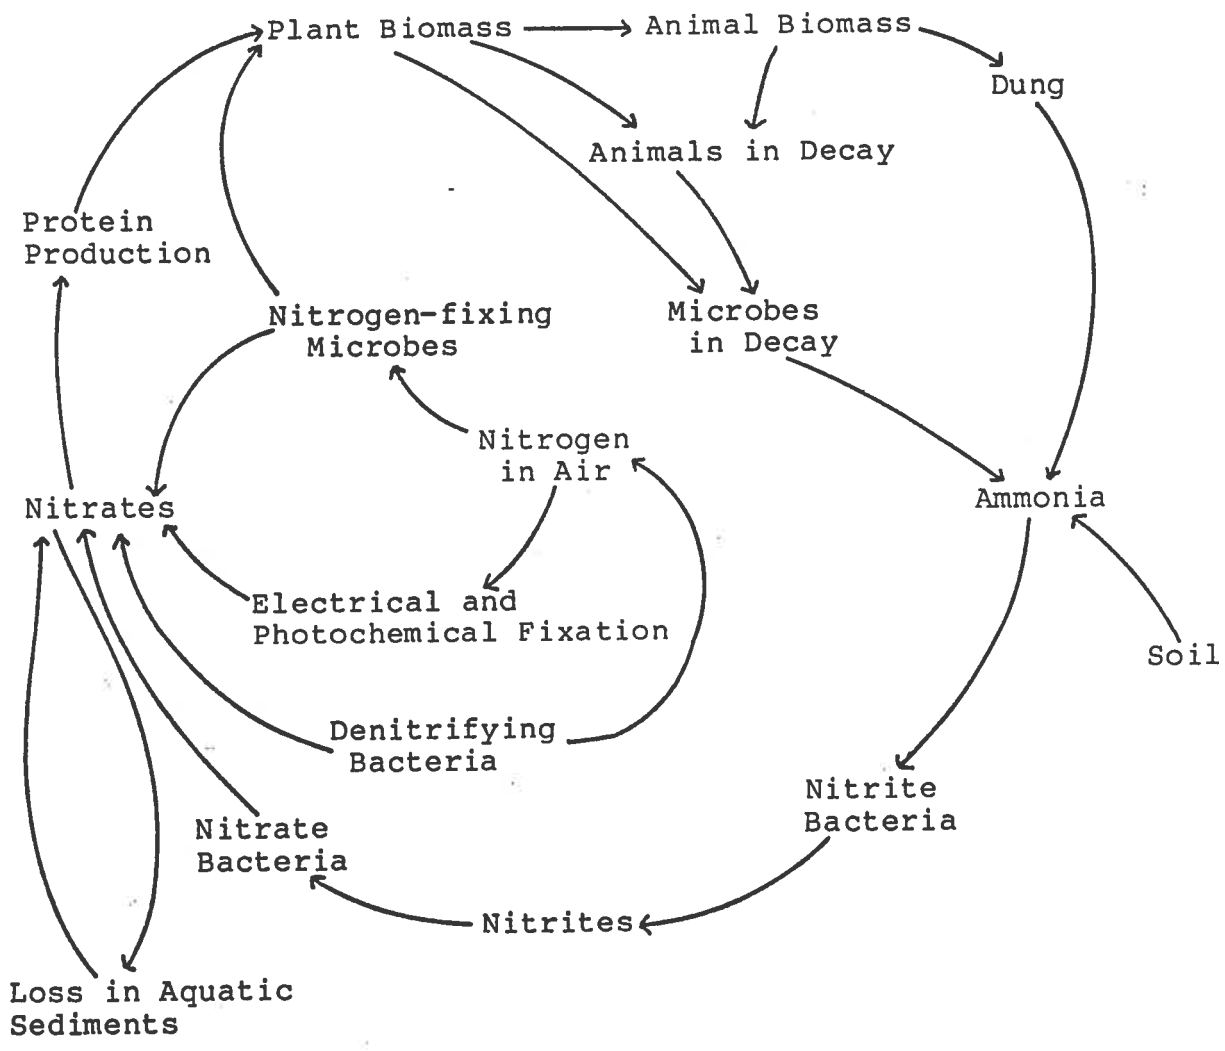 Plant Biomass
Animal Biomass
Dung
Animals in Decay
Protein
Production
Nitrogen-fixing
Microbes
Microbes
in Decay
Nitrogen
in Air
Nitrates
Ammonia
Electrical and
Photochemical Fixation
Soil
Denitrifying
Bacteria
Nitrite
Bacteria
Nitrate
Bacteria
Nitrites
Loss in Aquatic
Sediments